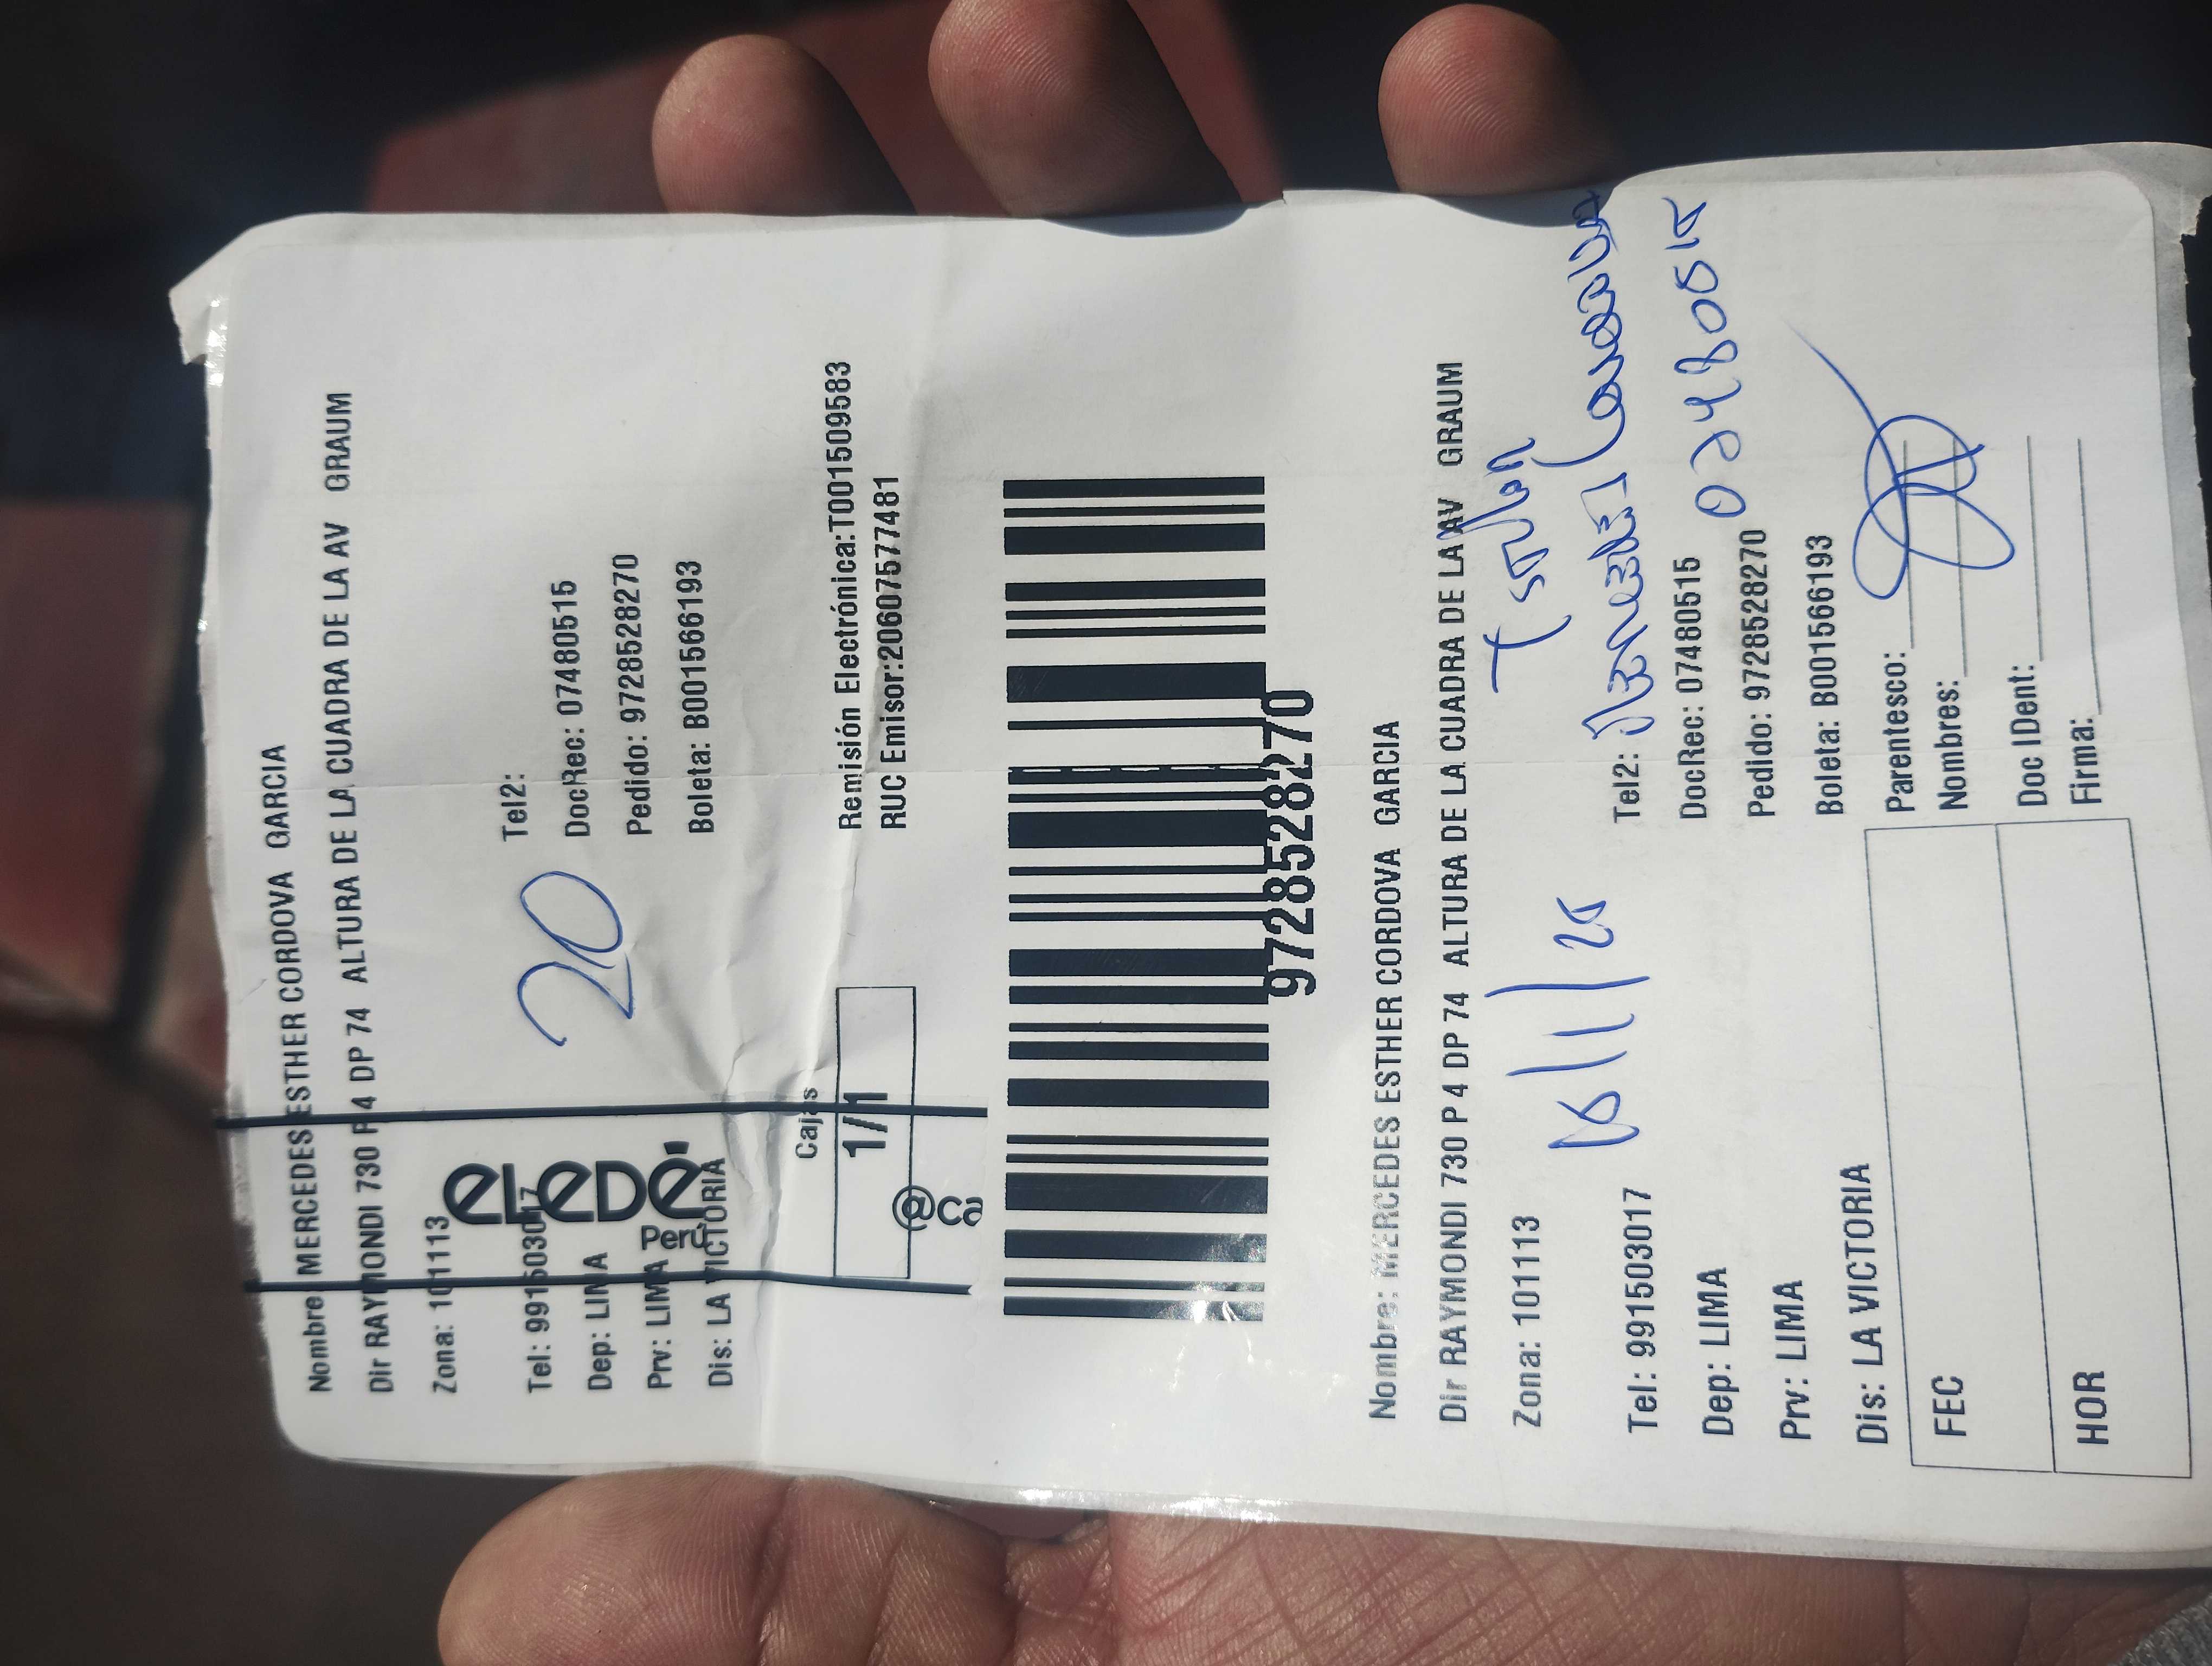 Nombre MERCEDES ESTHER CORDOVA GARCIA
Dir RAYMONDI 730 P 4 DP 74 ALTURA DE LA CUADRA DE LA AV GRAUM
Zona: 101113
20
Tel: 991503017 Tel2:
Dep: LIMA DocRec: 07480515
Prv: LIMA Pedido: 9728528270
Dis: LA VICTORIA Boleta: B001566193
eLeDé
Perú
Cajas
1/1
Remisión Electrónica:T001509583
RUC Emisor:20607577481
@ca
9728528270
Nombre: MERCEDES ESTHER CORDOVA GARCIA
Dir RAYMONDI 730 P 4 DP 74 ALTURA DE LA CUADRA DE LA AV GRAUM
Zona: 101113
Tel: 991503017 Tel2:
Mercedes Cordova
Dep: LIMA DocRec: 07480515
07480515
Prv: LIMA Pedido: 9728528270
Dis: LA VICTORIA Boleta: B001566193
FEC Parentesco:
Nombres:
HOR Doc IDent:
Firma: